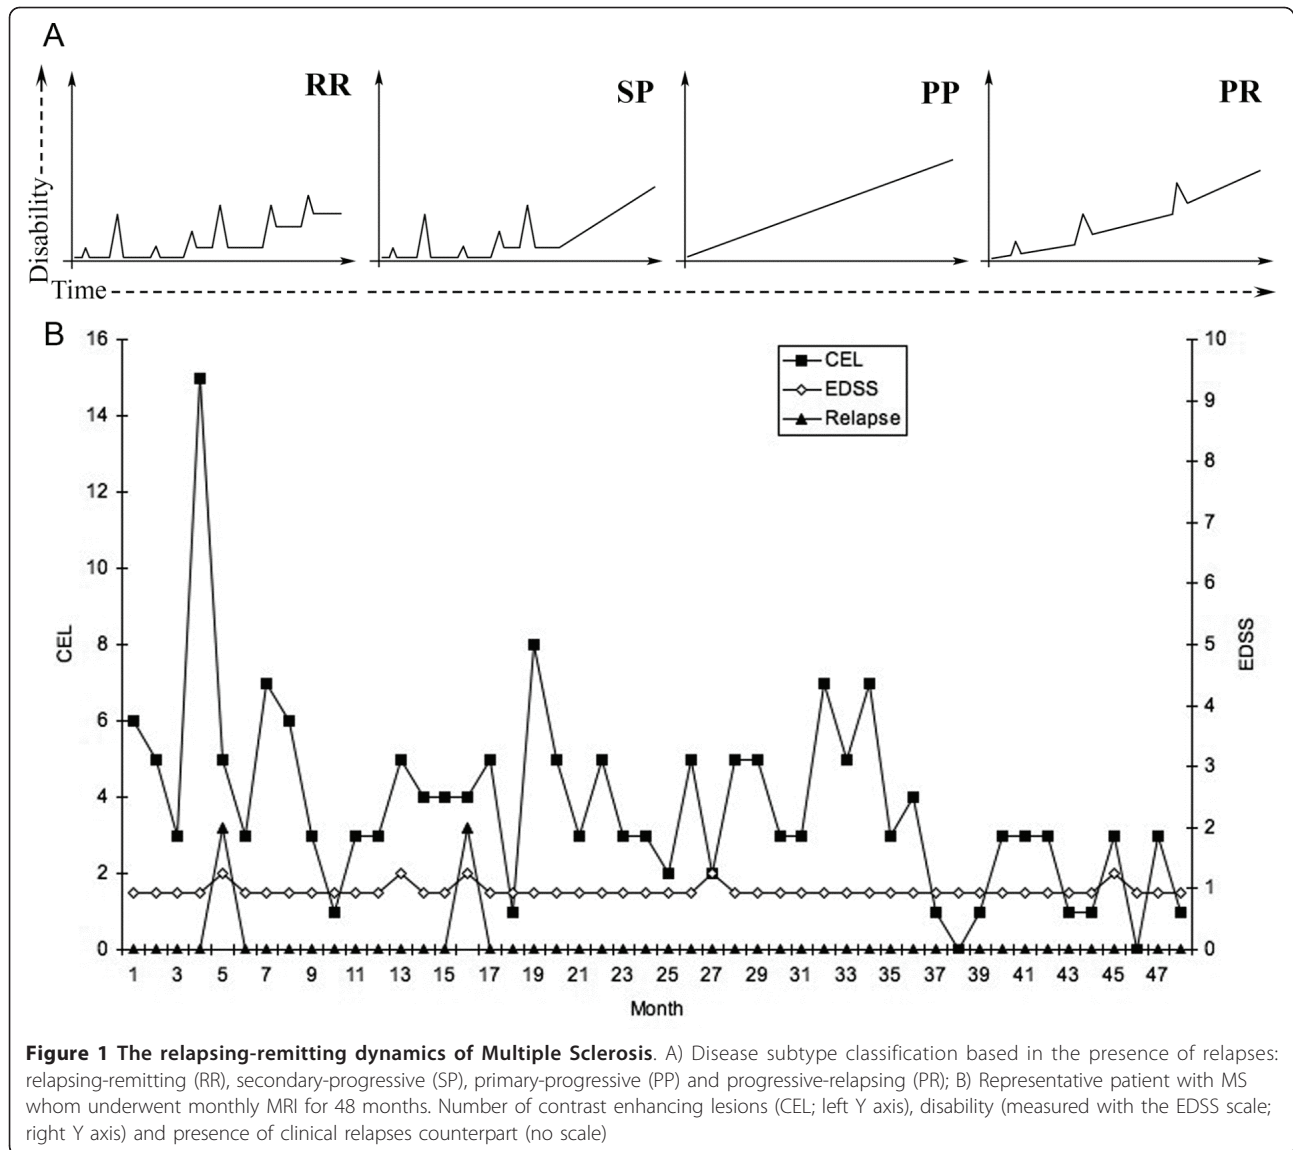 A
Disability
RR
SP
PP
PR
Time
B
16
14
12
10
8
6
4
2
0
CEL
10
9
8
7
6
5
4
3
2
1
0
EDSS
CEL
EDSS
Relapse
1 3 5 7 9 11 13 15 17 19 21 23 25 27 29 31 33 35 37 39 41 43 45 47
Month
Figure 1 The relapsing-remitting dynamics of Multiple Sclerosis. A) Disease subtype classification based in the presence of relapses:
relapsing-remitting (RR), secondary-progressive (SP), primary-progressive (PP) and progressive-relapsing (PR); B) Representative patient with MS
whom underwent monthly MRI for 48 months. Number of contrast enhancing lesions (CEL; left Y axis), disability (measured with the EDSS scale;
right Y axis) and presence of clinical relapses counterpart (no scale)